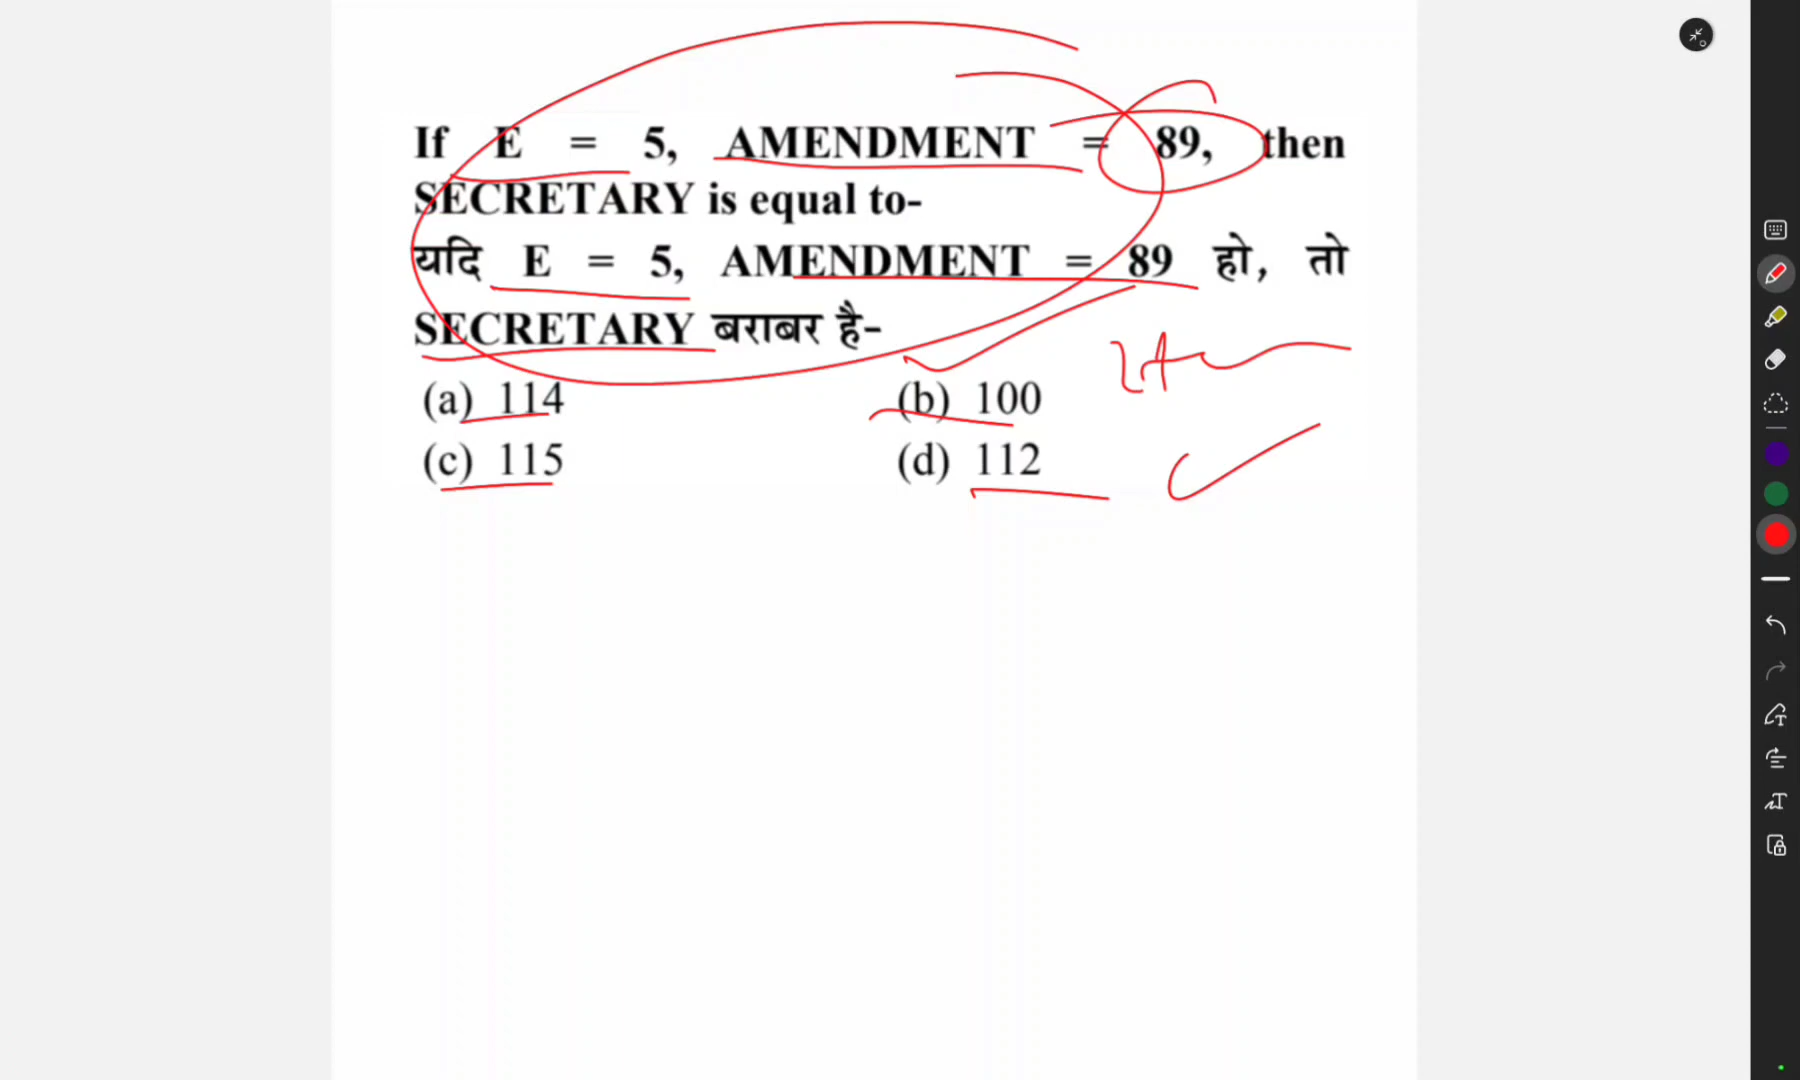 If E = 5, AMENDMENT = 89, then
SECRETARY is equal to-
यदि E = 5, AMENDMENT = 89 हो, तो
SECRETARY बराबर है-
(a) 114 (b) 100
(c) 115 (d) 112